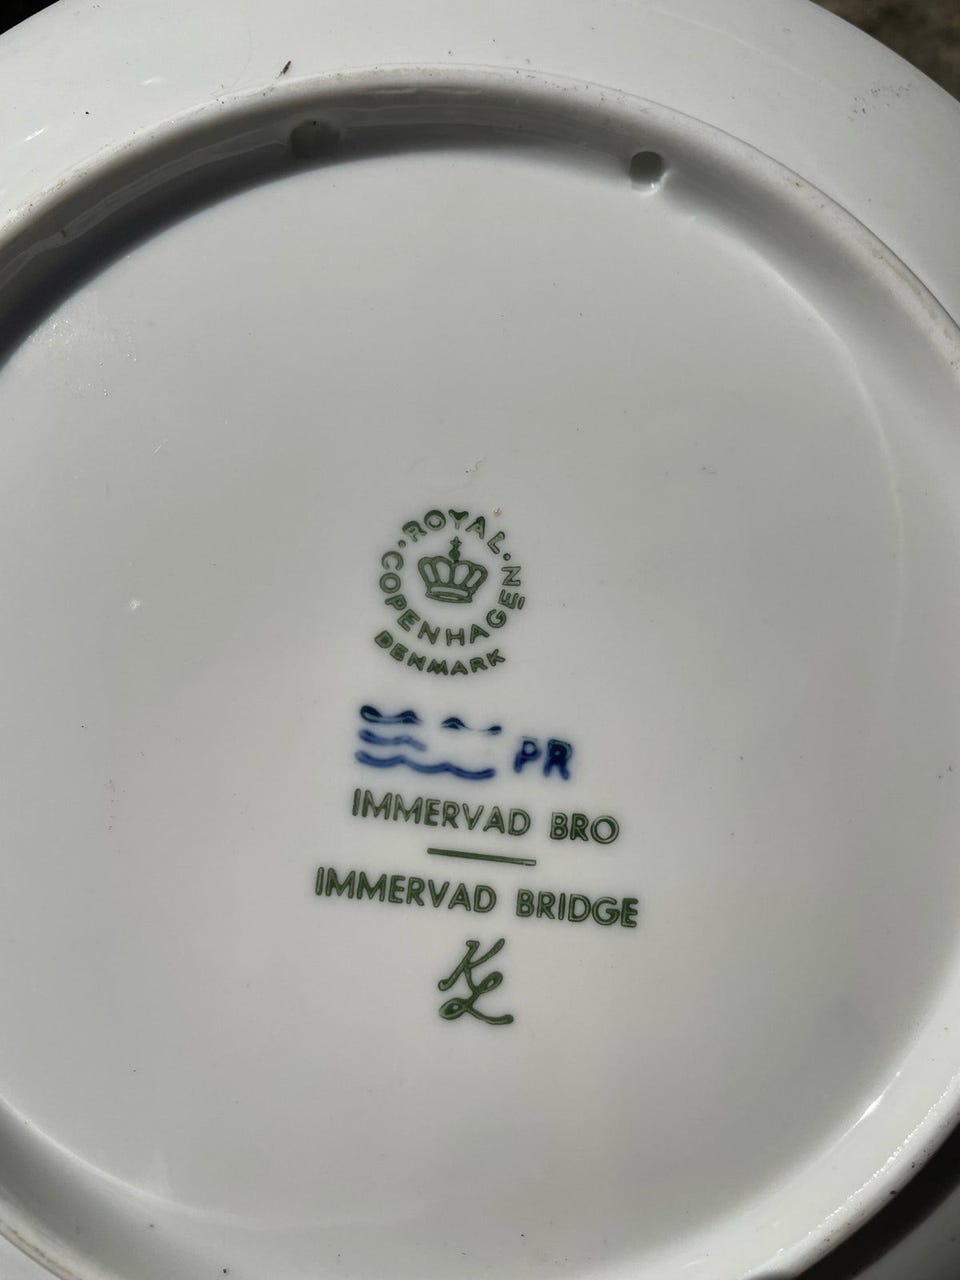 ROYAL
COPENHAGEN
DENMARK
PR
IMMERVAD BRO
IMMERVAD BRIDGE
KL